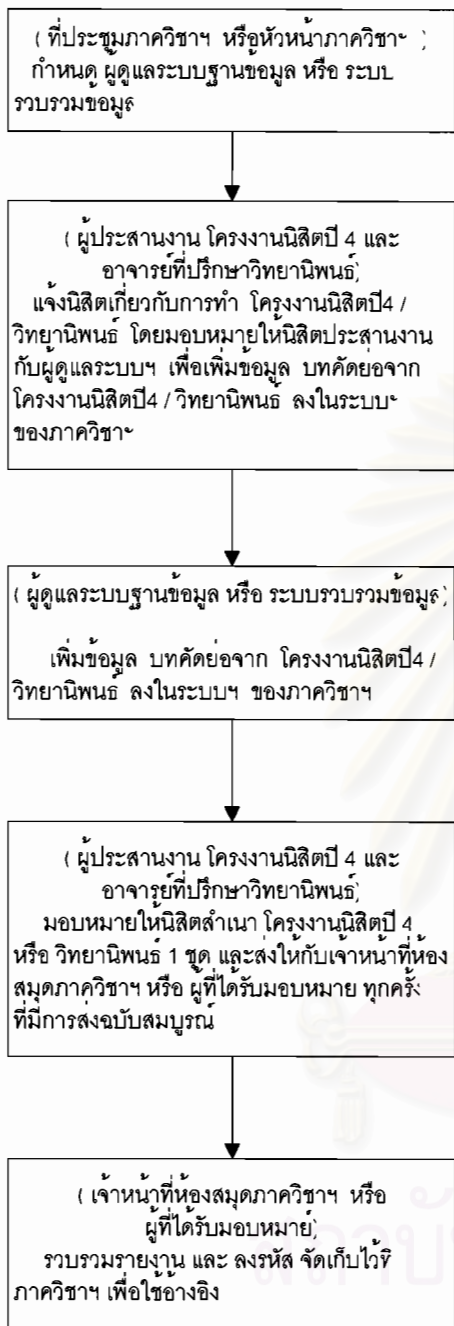 ( ที่ประชุมภาควิชาฯ หรือหัวหน้าภาควิชาฯ )
กำหนด ผู้ดูแลระบบฐานข้อมูล หรือ ระบบ
รวบรวมข้อมูล
( ผู้ประสานงาน โครงงานนิสิตปี 4 และ
อาจารย์ที่ปรึกษาวิทยานิพนธ์)
แจ้งนิสิตเกี่ยวกับการทำ โครงงานนิสิตปี4 /
วิทยานิพนธ์ โดยมอบหมายให้นิสิตประสานงาน
กับผู้ดูแลระบบฯ เพื่อเพิ่มข้อมูล บทคัดย่อจาก
โครงงานนิสิตปี4 / วิทยานิพนธ์ ลงในระบบฯ
ของภาควิชาฯ
( ผู้ดูแลระบบฐานข้อมูล หรือ ระบบรวบรวมข้อมูล)
เพิ่มข้อมูล บทคัดย่อจาก โครงงานนิสิตปี4 /
วิทยานิพนธ์ ลงในระบบฯ ของภาควิชาฯ
( ผู้ประสานงาน โครงงานนิสิตปี 4 และ
อาจารย์ที่ปรึกษาวิทยานิพนธ์)
มอบหมายให้นิสิตสำเนา โครงงานนิสิตปี 4
หรือ วิทยานิพนธ์ 1 ชุด และส่งให้กับเจ้าหน้าที่ห้อง
สมุดภาควิชาฯ หรือ ผู้ที่ได้รับมอบหมาย ทุกครั้ง
ที่มีการส่งฉบับสมบูรณ์
( เจ้าหน้าที่ห้องสมุดภาควิชาฯ หรือ
ผู้ที่ได้รับมอบหมาย)
รวบรวมรายงาน และ ลงรหัส จัดเก็บไว้ที่
ภาควิชาฯ เพื่อใช้อ้างอิง